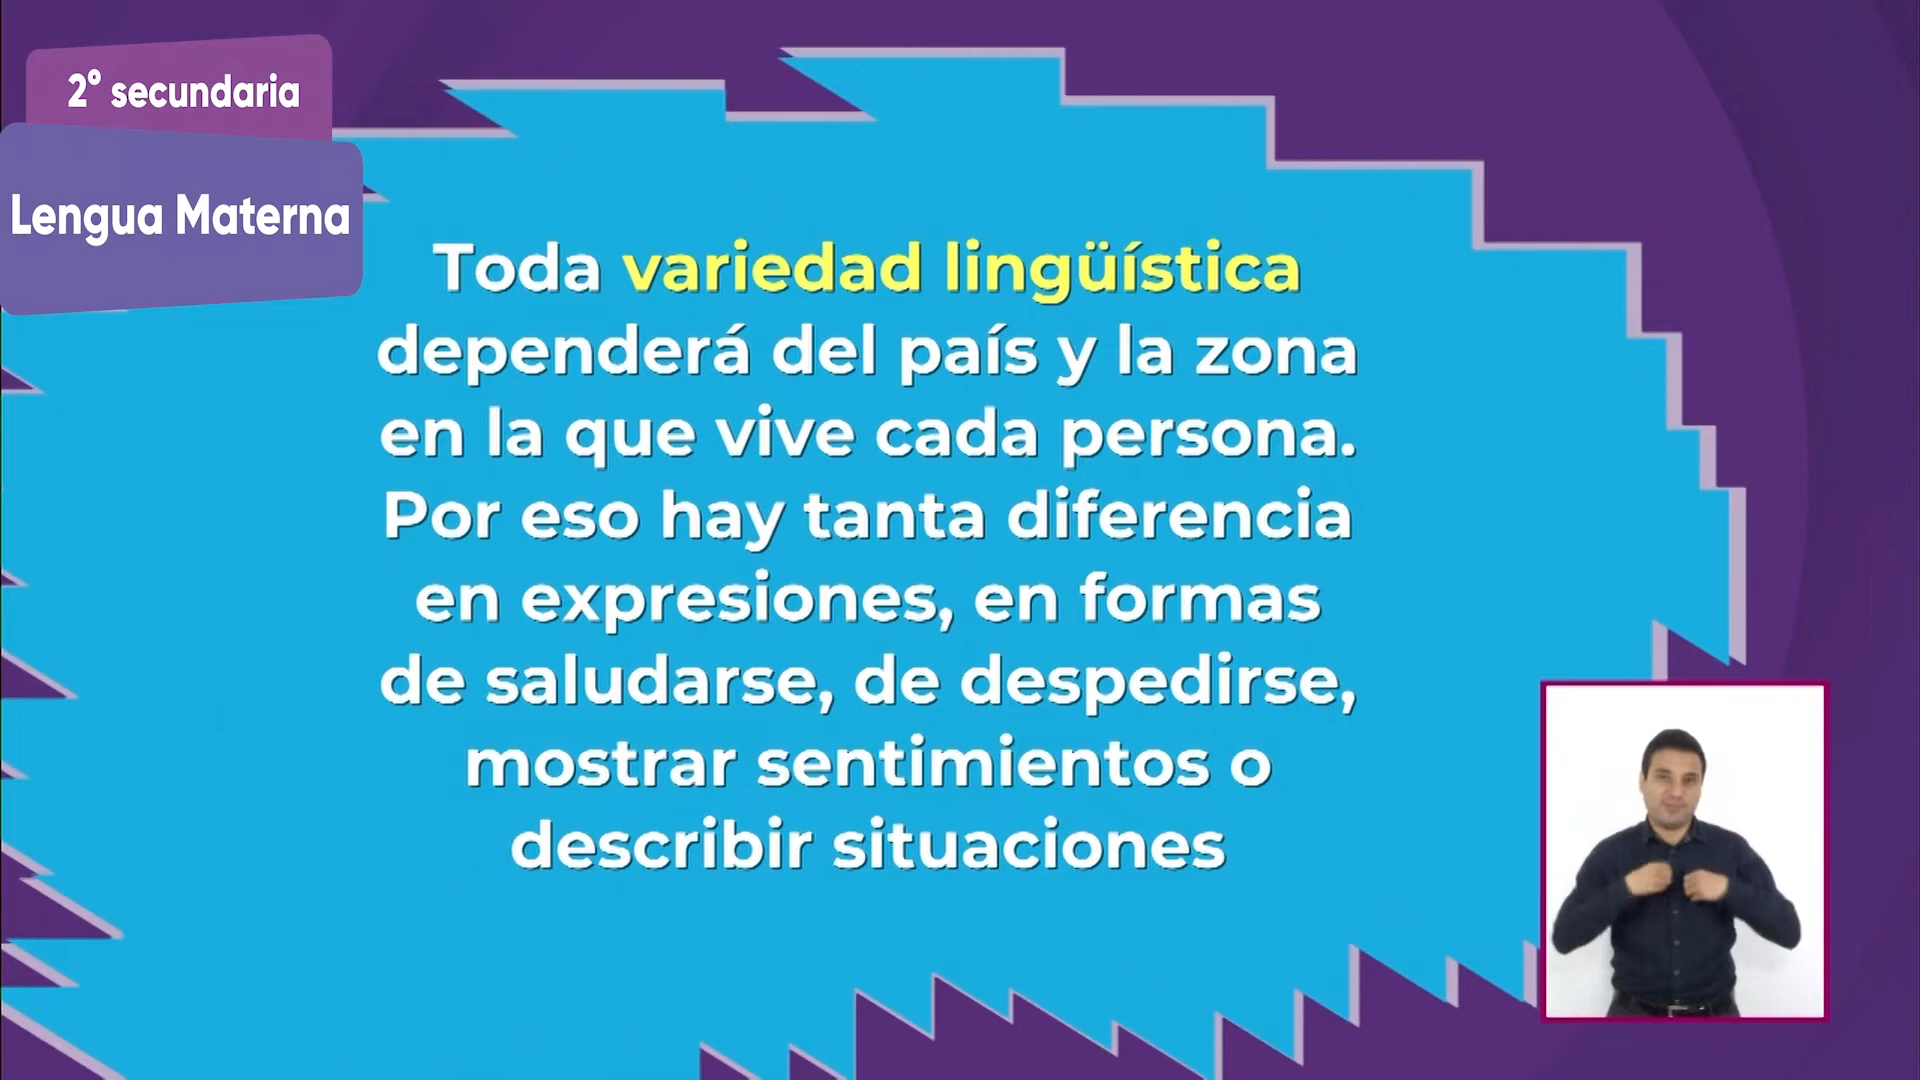 2° secundaria
Lengua Materna
Toda variedad lingüística
dependerá del país y la zona
en la que vive cada persona.
Por eso hay tanta diferencia
en expresiones, en formas
de saludarse, de despedirse,
mostrar sentimientos o
describir situaciones